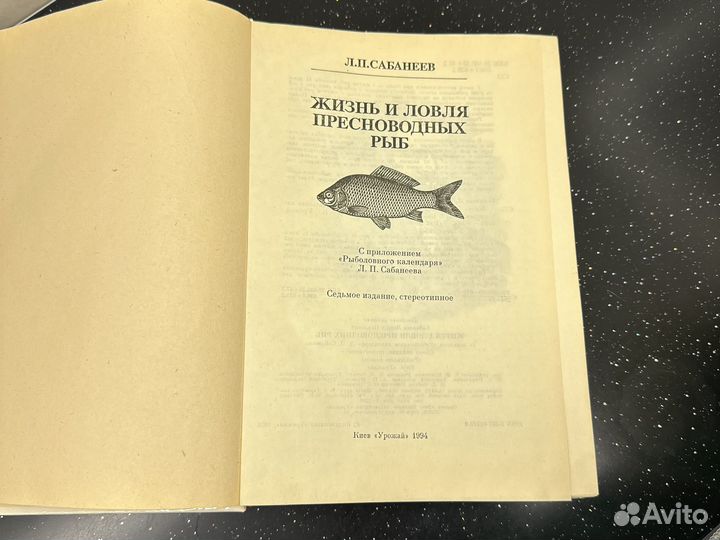 Л.П.САБАНЕЕВ
ЖИЗНЬ И ЛОВЛЯ
ПРЕСНОВОДНЫХ
РЫБ
С приложением
«Рыболовного календаря»
Л. П. Сабанеева
Седьмое издание, стереотипное
Киев «Урожай» 1994
Avito